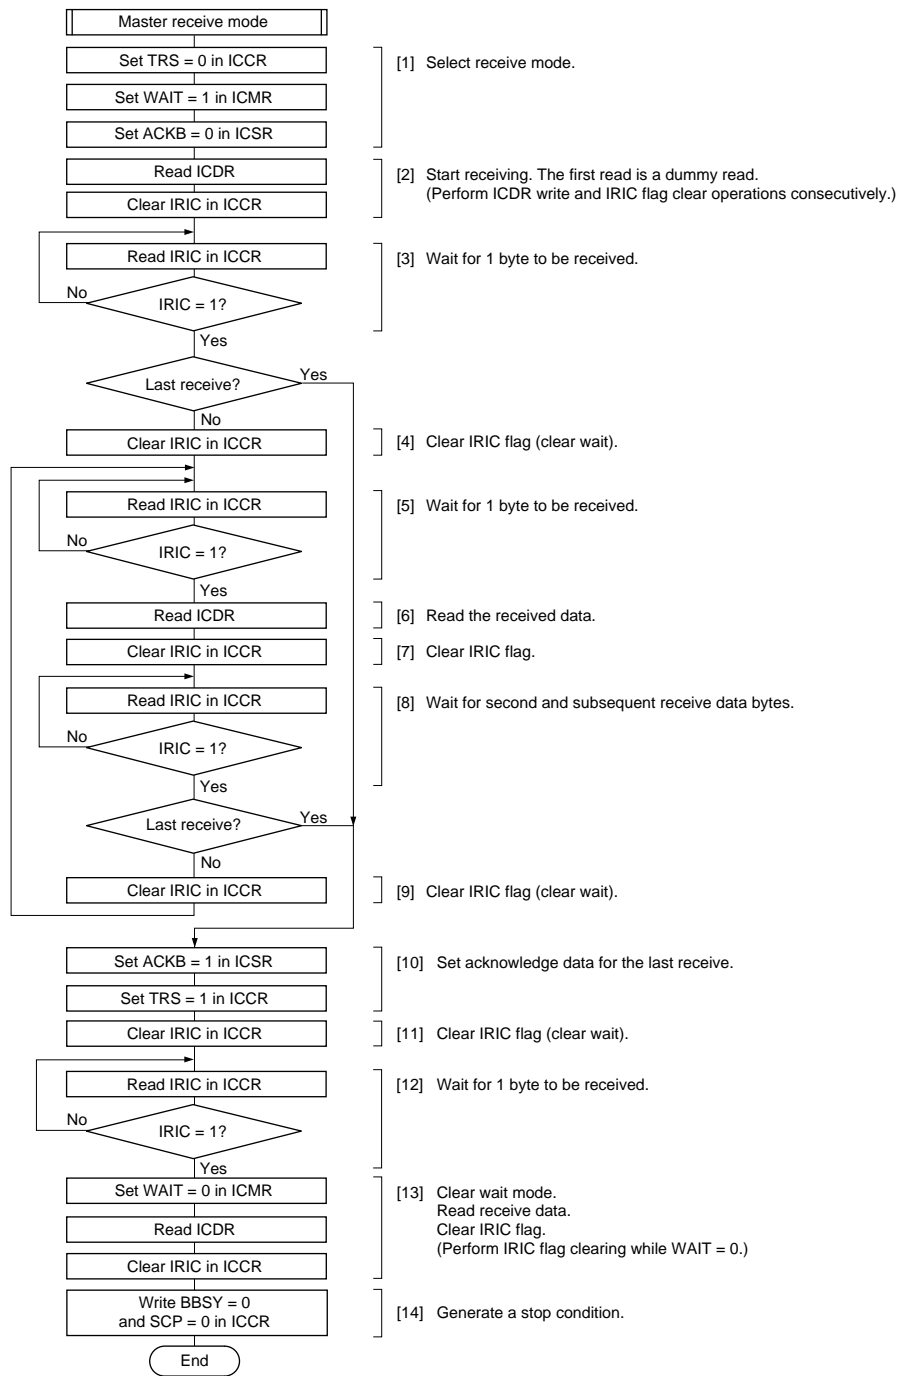 Master receive mode
Set TRS = 0 in ICCR
[1] Select receive mode.
Set WAIT = 1 in ICMR
Set ACKB = 0 in ICSR
Read ICDR
[2] Start receiving. The first read is a dummy read.
(Perform ICDR write and IRIC flag clear operations consecutively.)
Clear IRIC in ICCR
Read IRIC in ICCR
[3] Wait for 1 byte to be received.
No
IRIC = 1?
Yes
Last receive?
Yes
No
Clear IRIC in ICCR
[4] Clear IRIC flag (clear wait).
Read IRIC in ICCR
[5] Wait for 1 byte to be received.
No
IRIC = 1?
Yes
Read ICDR
[6] Read the received data.
Clear IRIC in ICCR
[7] Clear IRIC flag.
Read IRIC in ICCR
[8] Wait for second and subsequent receive data bytes.
No
IRIC = 1?
Yes
Last receive?
Yes
No
Clear IRIC in ICCR
[9] Clear IRIC flag (clear wait).
Set ACKB = 1 in ICSR
[10] Set acknowledge data for the last receive.
Set TRS = 1 in ICCR
Clear IRIC in ICCR
[11] Clear IRIC flag (clear wait).
Read IRIC in ICCR
[12] Wait for 1 byte to be received.
No
IRIC = 1?
Yes
Set WAIT = 0 in ICMR
[13] Clear wait mode.
Read receive data.
Read ICDR
Clear IRIC flag.
(Perform IRIC flag clearing while WAIT = 0.)
Clear IRIC in ICCR
Write BBSY = 0
and SCP = 0 in ICCR
[14] Generate a stop condition.
End